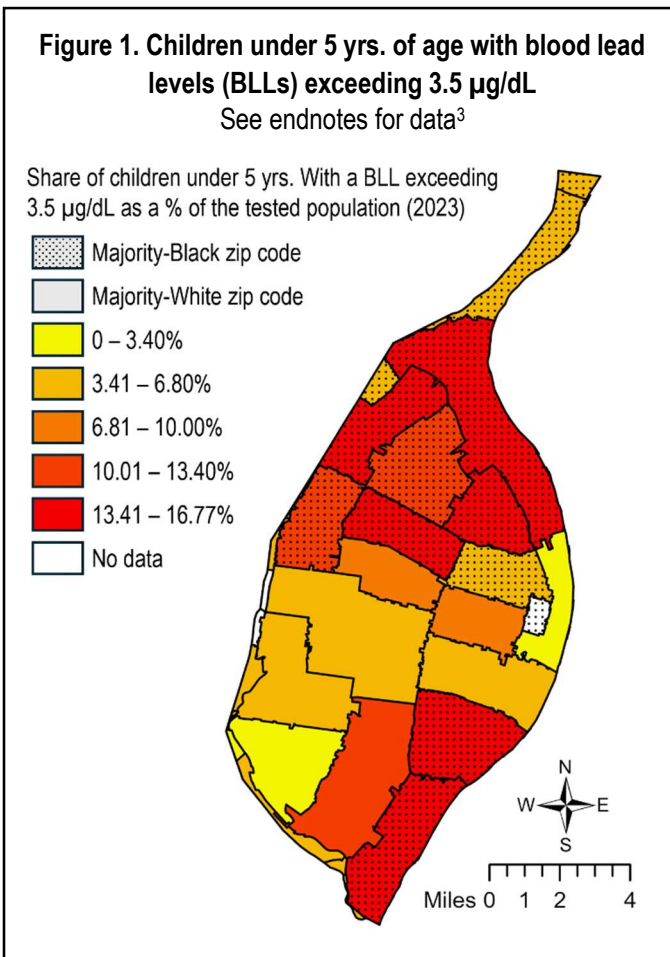 Figure 1. Children under 5 yrs. of age with blood lead
levels (BLLs) exceeding 3.5 µg/dL
See endnotes for data³
Share of children under 5 yrs. With a BLL exceeding
3.5 µg/dL as a % of the tested population (2023)
Majority-Black zip code
Majority-White zip code
0 – 3.40%
3.41 – 6.80%
6.81 – 10.00%
10.01 – 13.40%
13.41 – 16.77%
No data
N
W E
S
Miles 0 1 2 4